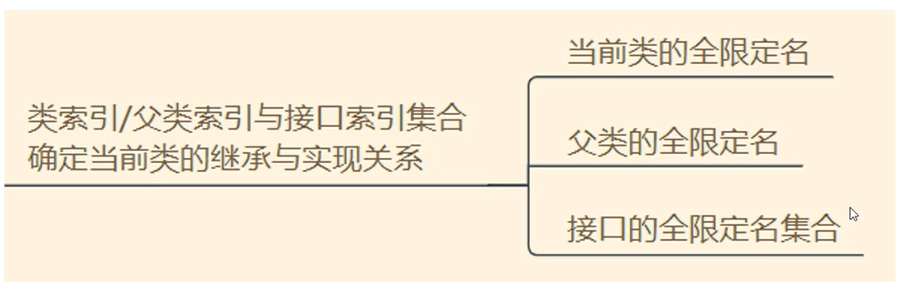 当前类的全限定名
类索引/父类索引与接口索引集合
确定当前类的继承与实现关系
父类的全限定名
接口的全限定名集合